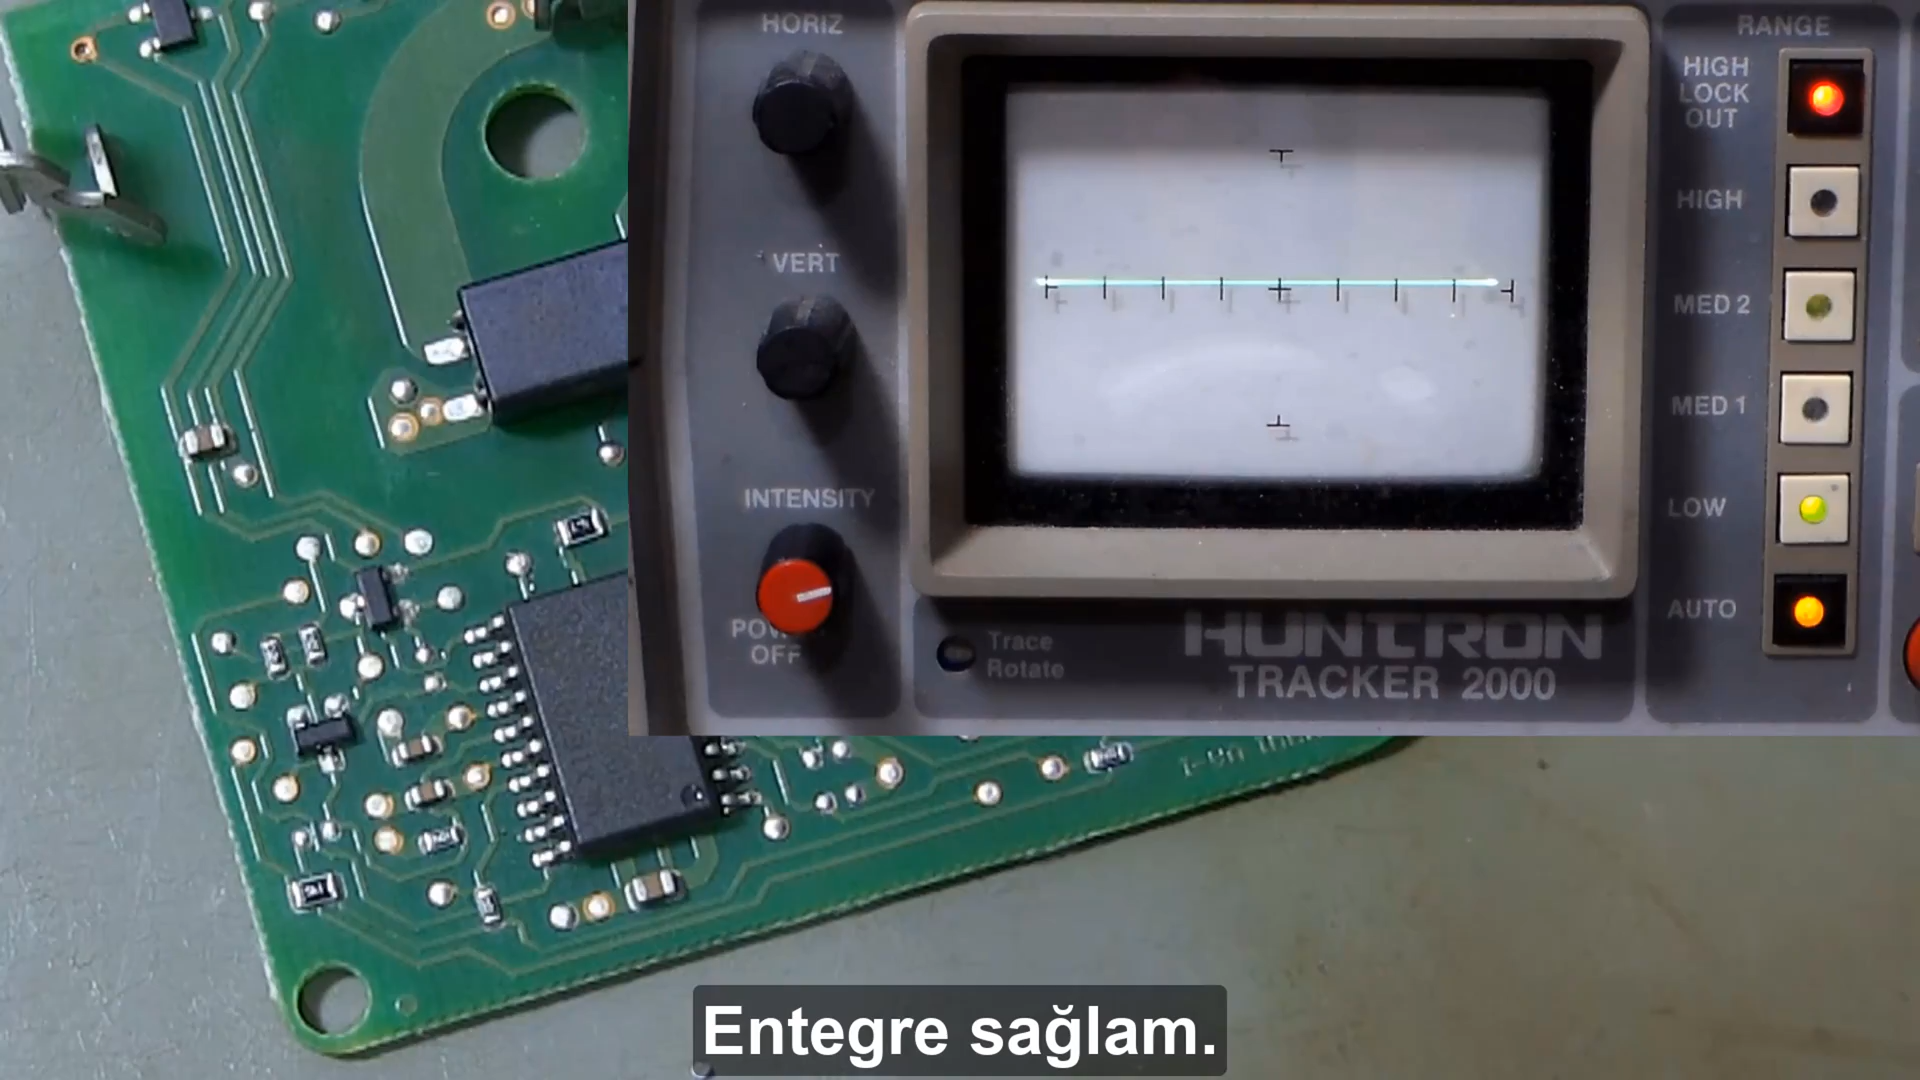 HORIZ
VERT
INTENSITY
OFF
Trace
Rotate
HUNTRON
TRACKER 2000
RANGE
HIGH
LOCK
OUT
HIGH
MED 2
MED 1
LOW
AUTO
Entegre sağlam.